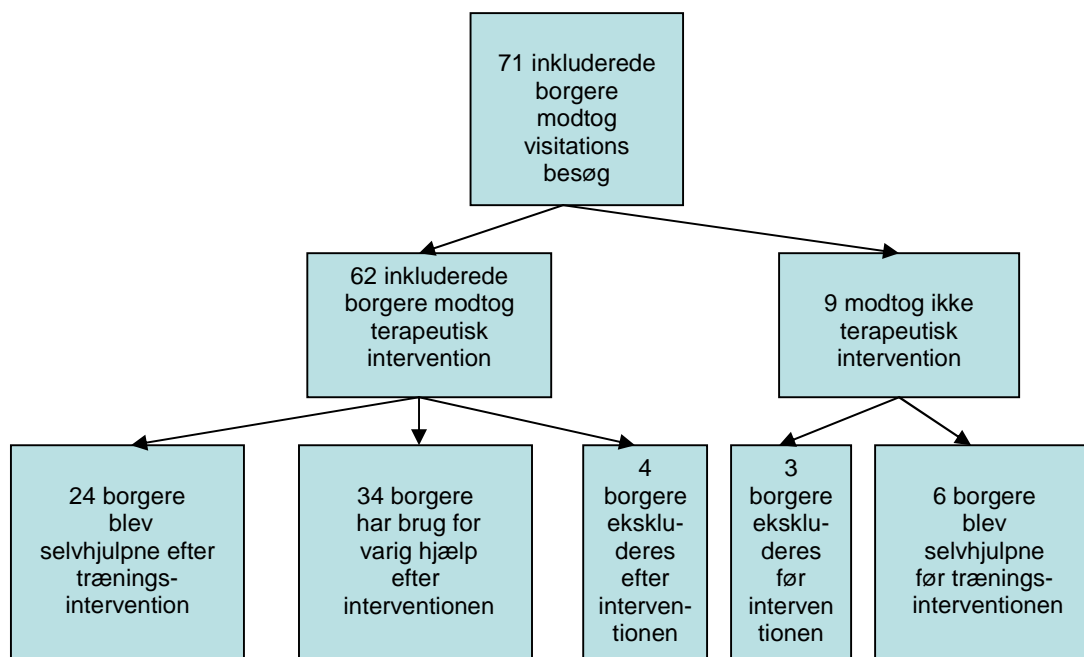 71 inkluderede
borgere
modtog
visitations
besøg
62 inkluderede
borgere modtog
terapeutisk
intervention
9 modtog ikke
terapeutisk
intervention
24 borgere
blev
selvhjulpne efter
trænings-
intervention
34 borgere
har brug for
varig hjælp
efter
interventionen
4
borgere
eksklu-
deres
efter
interven-
tionen
3
borgere
eksklu-
deres
før
interven
tionen
6 borgere
blev
selvhjulpne
før trænings-
interventionen